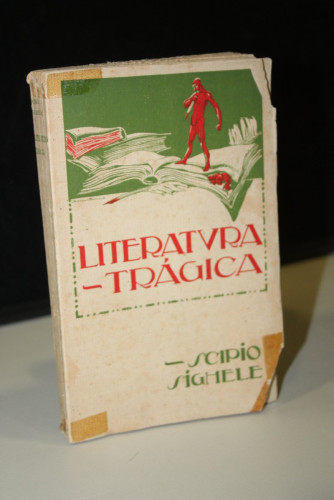 LITERATVRA
–TRÁGICA
–SCIPIO
SIGHELE